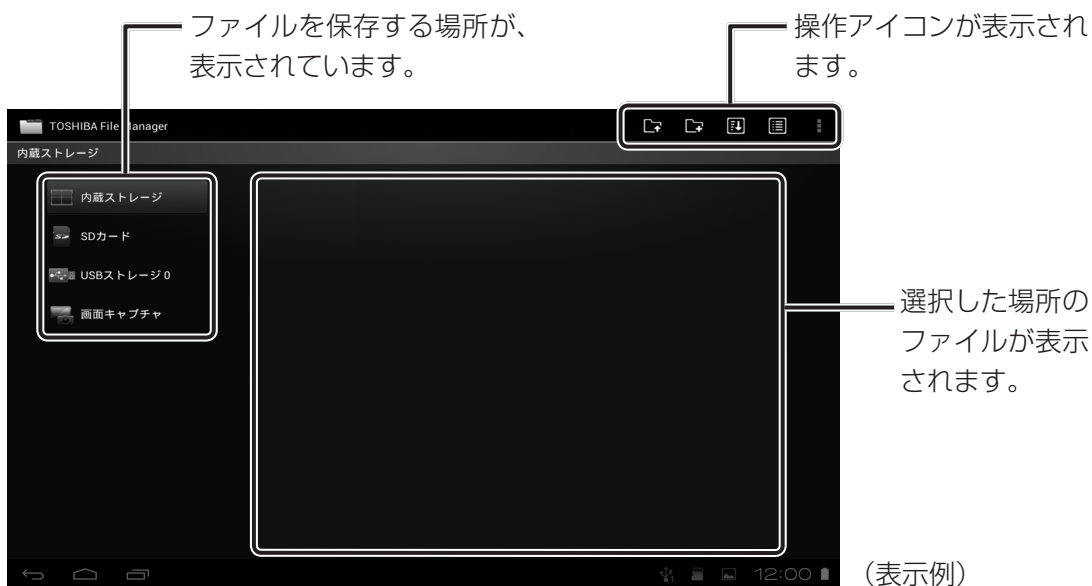 ファイルを保存する場所が、
表示されています。
操作アイコンが表示され
ます。
TOSHIBA File Manager
内蔵ストレージ
内蔵ストレージ
SDカード
USBストレージ 0
画面キャプチャ
選択した場所の
ファイルが表示
されます。
12:00
（表示例）